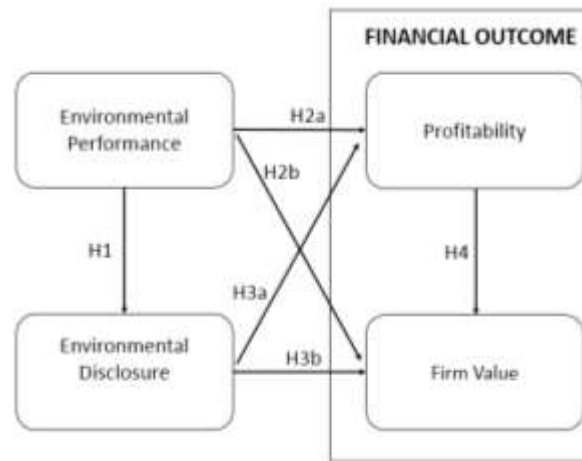 FINANCIAL OUTCOME
Environmental
Performance
H2a
Profitability
H2b
H1
H4
H3a
Environmental
Disclosure
H3b
Firm Value